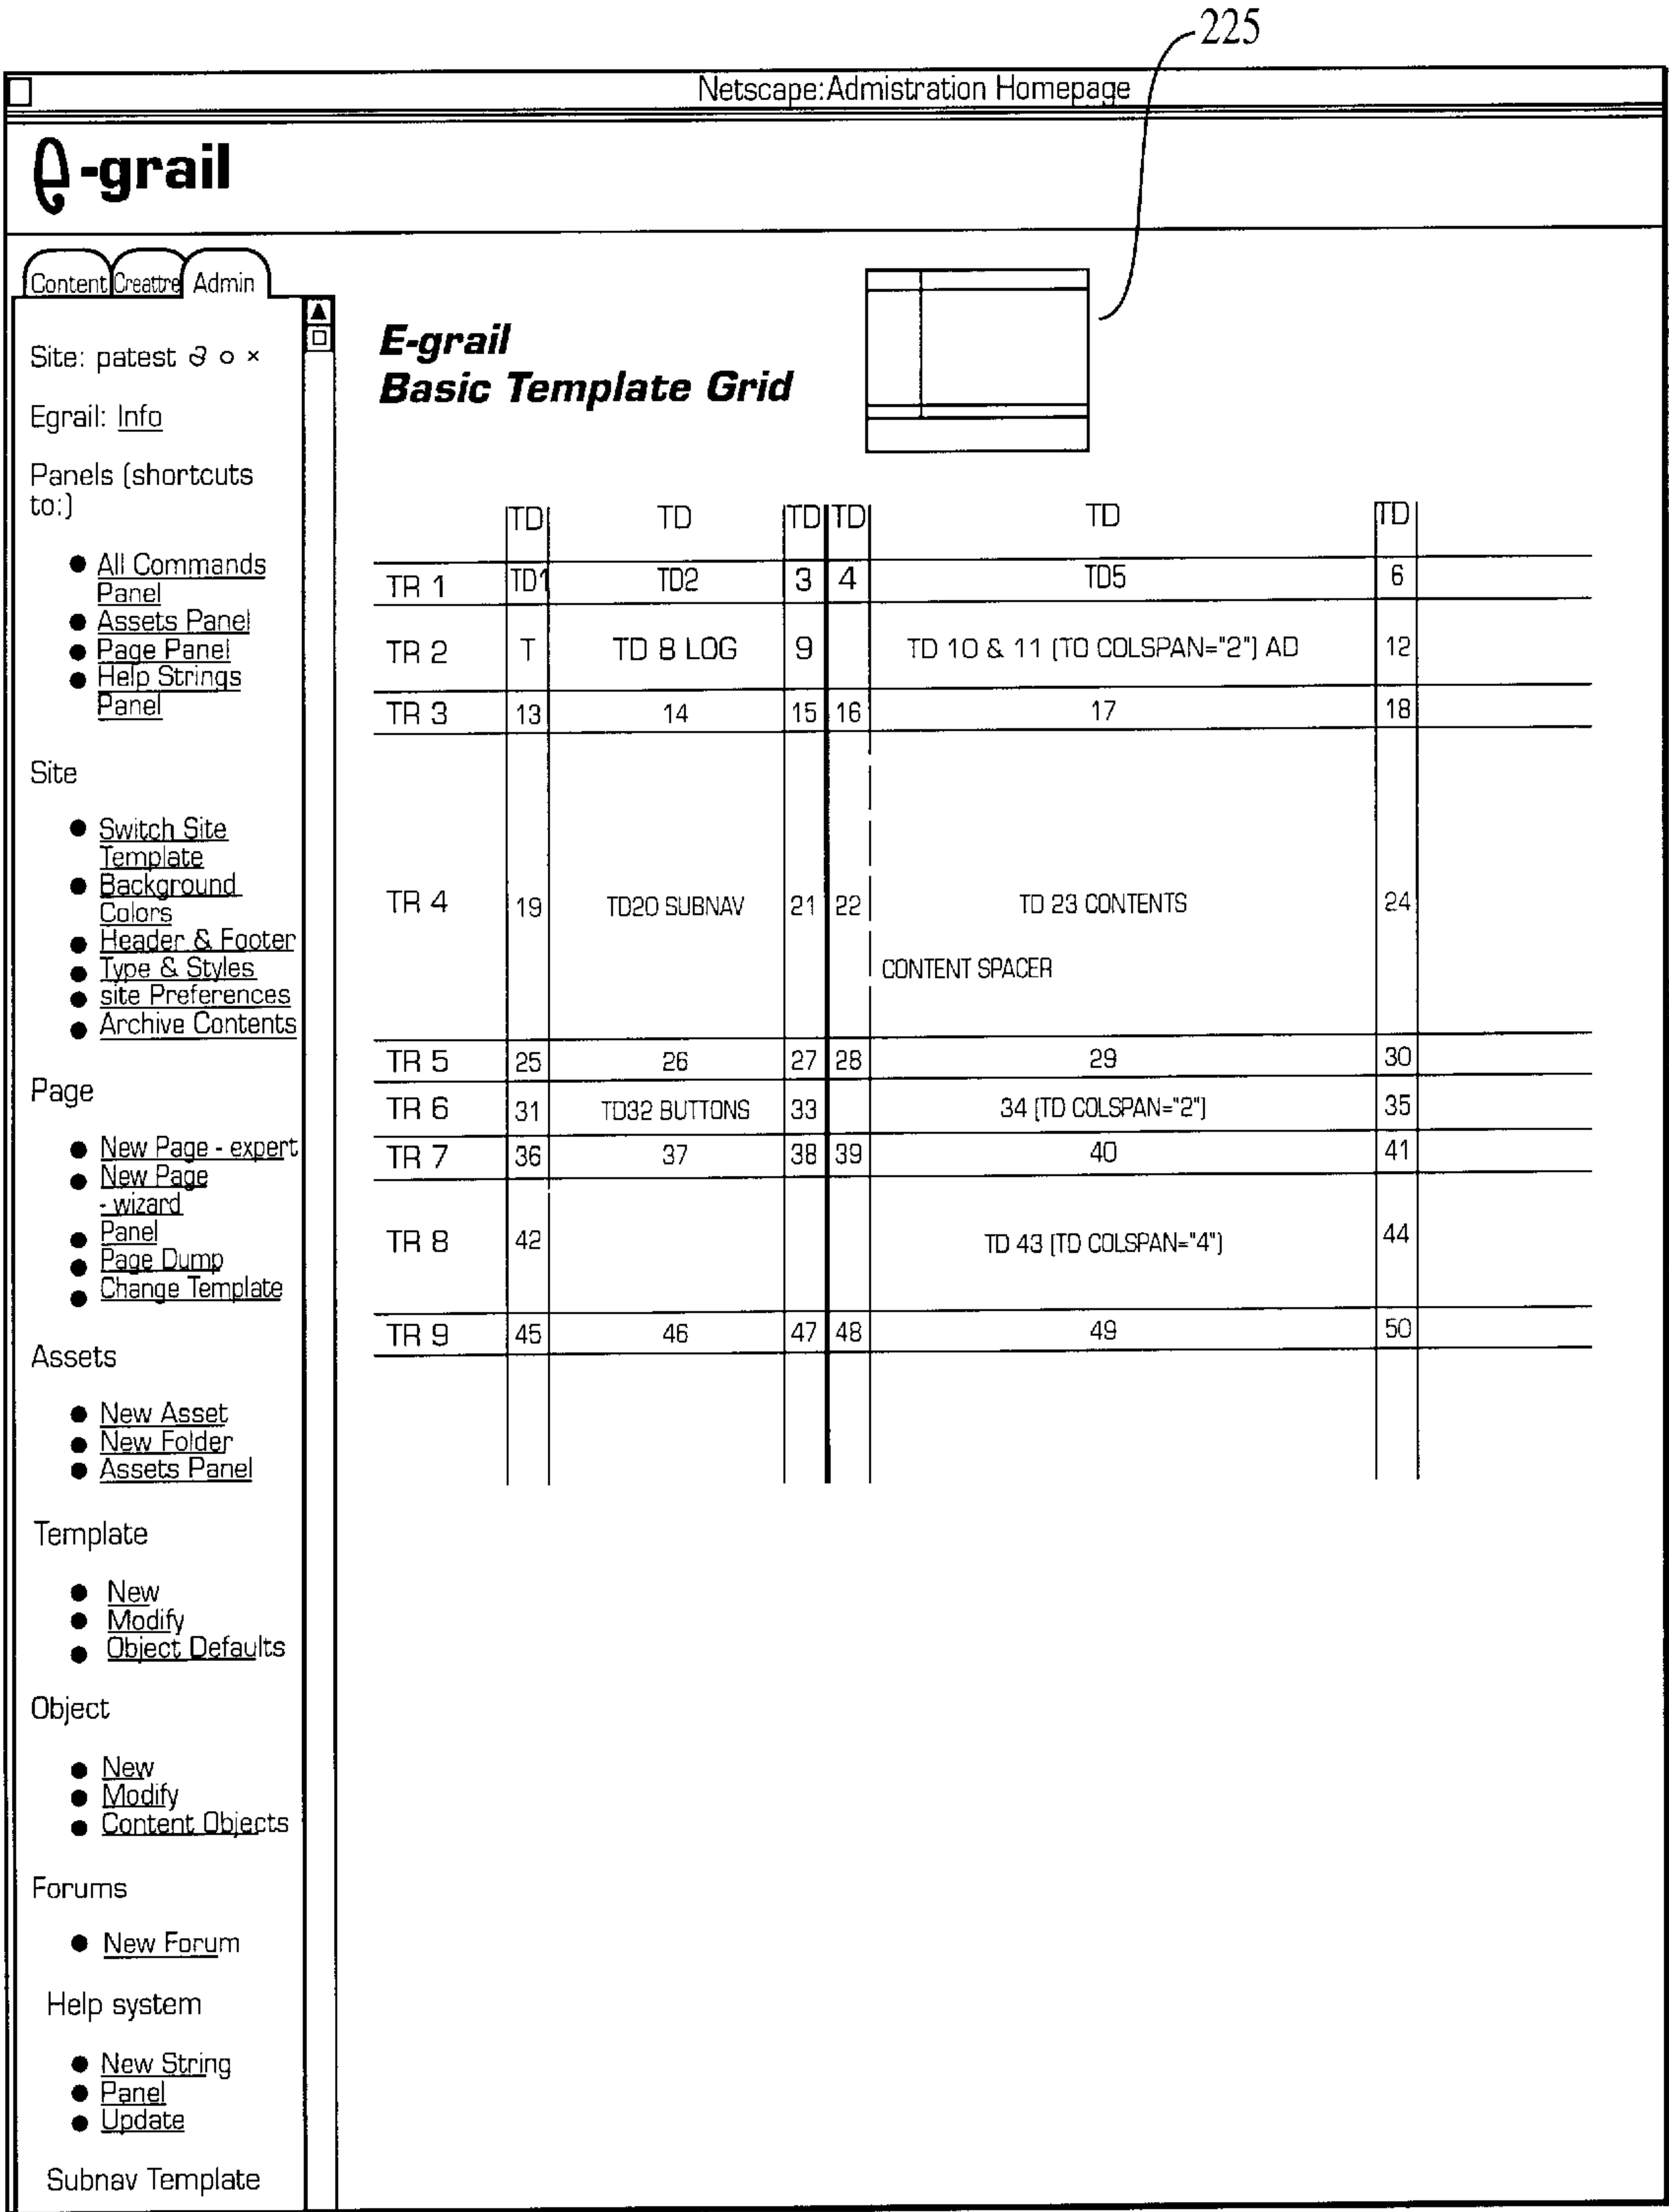 225
Netscape:Admistration Homepage
e-grail
Content Creattre Admin
Site: patest
Egrail: Info
Panels (shortcuts
to:)
All Commands
Panel
Assets Panel
Page Panel
Help Strings
Panel
Site
Switch Site
Template
Background
Colors
Header & Footer
Type & Styles
site Preferences
Archive Contents
Page
New Page - expert
New Page
- wizard
Panel
Page Dump
Change Template
Assets
New Asset
New Folder
Assets Panel
Template
New
Modify
Object Defaults
Object
New
Modify
Content Objects
Forums
New Forum
Help system
New String
Panel
Update
Subnav Template
E-grail
Basic Template Grid
TD TD TD TD TD TD
TR 1 TD1 TD2 3 4 TD5 6
TR 2 T TD 8 LOG 9 TD 10 & 11 (TO COLSPAN="2") AD 12
TR 3 13 14 15 16 17 18
TR 4 19 TD20 SUBNAV 21 22 TD 23 CONTENTS 24
CONTENT SPACER
TR 5 25 26 27 28 29 30
TR 6 31 TD32 BUTTONS 33 34 (TD COLSPAN="2") 35
TR 7 36 37 38 39 40 41
TR 8 42 TD 43 (TD COLSPAN="4") 44
TR 9 45 46 47 48 49 50